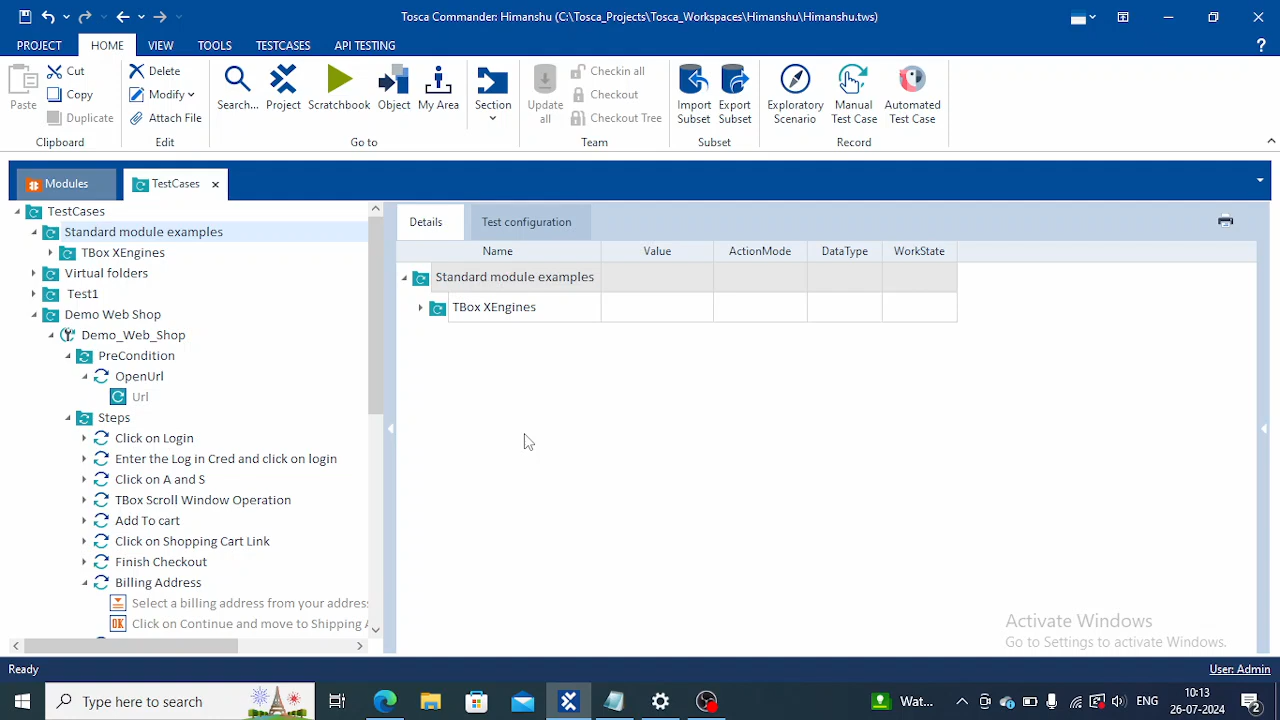 Tosca Commander: Himanshu (C:\Tosca_Projects\Tosca_Workspaces\Himanshu\Himanshu.tws)
PROJECT HOME VIEW TOOLS TESTCASES API TESTING ?
Paste Cut Copy Duplicate
Delete Modify Attach File
Search... Project Scratchbook Object My Area Section
Update all Checkin all Checkout Checkout Tree
Import Subset Export Subset
Exploratory Scenario Manual Test Case Automated Test Case
Clipboard Edit Go to Team Subset Record
Modules TestCases
TestCases
Standard module examples
TBox XEngines
Virtual folders
Test1
Demo Web Shop
Demo_Web_Shop
PreCondition
OpenUrl
Url
Steps
Click on Login
Enter the Log in Cred and click on login
Click on A and S
TBox Scroll Window Operation
Add To cart
Click on Shopping Cart Link
Finish Checkout
Billing Address
Select a billing address from your addres
OK Click on Continue and move to Shipping A
Details Test configuration
Name Value ActionMode DataType WorkState
Standard module examples
TBox XEngines
Activate Windows
Go to Settings to activate Windows.
Ready User: Admin
Type here to search
Wat... ENG 10:13 26-07-2024 2